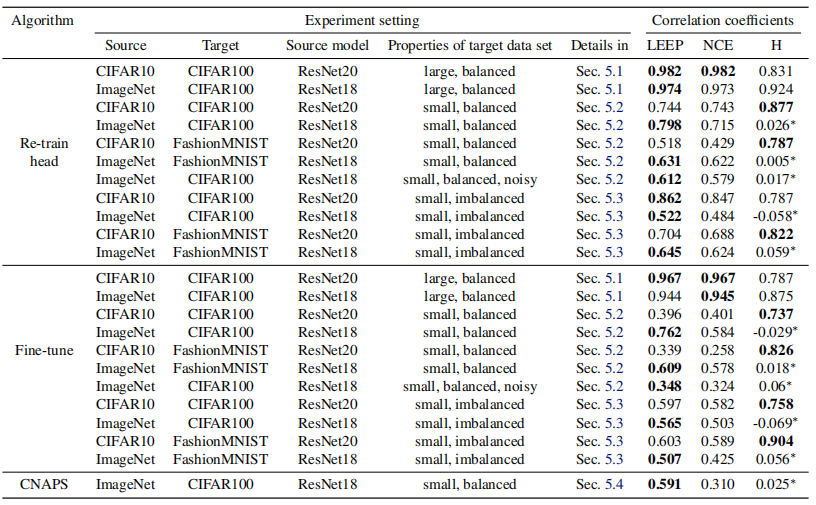 Algorithm Experiment setting Correlation coefficients
Source Target Source model Properties of target data set Details in LEEP NCE H
CIFAR10 CIFAR100 ResNet20 large, balanced Sec. 5.1 0.982 0.982 0.831
ImageNet CIFAR100 ResNet18 large, balanced Sec. 5.1 0.974 0.973 0.924
CIFAR10 CIFAR100 ResNet20 small, balanced Sec. 5.2 0.744 0.743 0.877
ImageNet CIFAR100 ResNet18 small, balanced Sec. 5.2 0.798 0.715 0.026*
Re-train CIFAR10 FashionMNIST ResNet20 small, balanced Sec. 5.2 0.518 0.429 0.787
head ImageNet FashionMNIST ResNet18 small, balanced Sec. 5.2 0.631 0.622 0.005*
ImageNet CIFAR100 ResNet18 small, balanced, noisy Sec. 5.2 0.612 0.579 0.017*
CIFAR10 CIFAR100 ResNet20 small, imbalanced Sec. 5.3 0.862 0.847 0.787
ImageNet CIFAR100 ResNet18 small, imbalanced Sec. 5.3 0.522 0.484 -0.058*
CIFAR10 FashionMNIST ResNet20 small, imbalanced Sec. 5.3 0.704 0.688 0.822
ImageNet FashionMNIST ResNet18 small, imbalanced Sec. 5.3 0.645 0.624 0.059*
CIFAR10 CIFAR100 ResNet20 large, balanced Sec. 5.1 0.967 0.967 0.787
ImageNet CIFAR100 ResNet18 large, balanced Sec. 5.1 0.944 0.945 0.875
CIFAR10 CIFAR100 ResNet20 small, balanced Sec. 5.2 0.396 0.401 0.737
ImageNet CIFAR100 ResNet18 small, balanced Sec. 5.2 0.762 0.584 -0.029*
Fine-tune CIFAR10 FashionMNIST ResNet20 small, balanced Sec. 5.2 0.339 0.258 0.826
ImageNet FashionMNIST ResNet18 small, balanced Sec. 5.2 0.609 0.578 0.018*
ImageNet CIFAR100 ResNet18 small, balanced, noisy Sec. 5.2 0.348 0.324 0.06*
CIFAR10 CIFAR100 ResNet20 small, imbalanced Sec. 5.3 0.597 0.582 0.758
ImageNet CIFAR100 ResNet18 small, imbalanced Sec. 5.3 0.565 0.503 -0.069*
CIFAR10 FashionMNIST ResNet20 small, imbalanced Sec. 5.3 0.603 0.589 0.904
ImageNet FashionMNIST ResNet18 small, imbalanced Sec. 5.3 0.507 0.425 0.056*
CNAPS ImageNet CIFAR100 ResNet18 small, balanced Sec. 5.4 0.591 0.310 0.025*